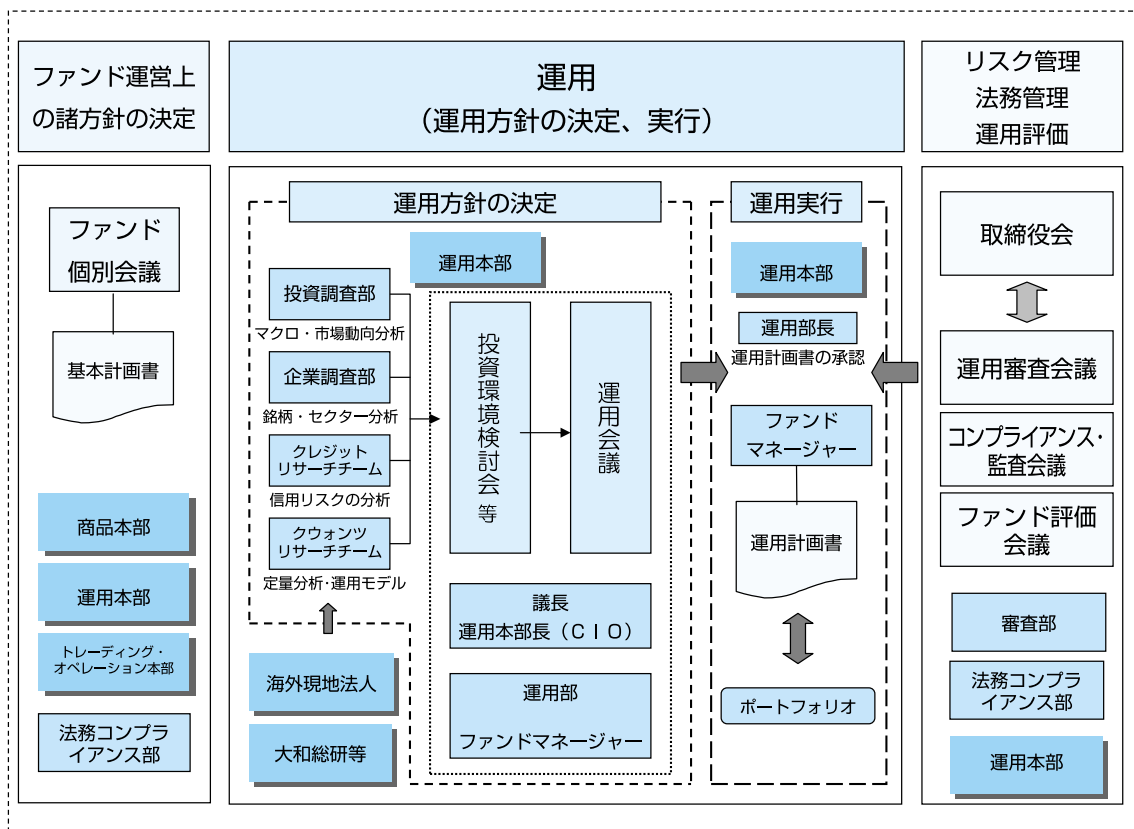 ファンド運営上
の諸方針の決定
運用
（運用方針の決定、実行）
リスク管理
法務管理
運用評価
ファンド
個別会議
基本計画書
商品本部
運用本部
トレーディング・
オペレーション本部
法務コンプラ
イアンス部
運用方針の決定
運用本部
投資調査部
マクロ・市場動向分析
企業調査部
銘柄・セクター分析
クレジット
リサーチチーム
信用リスクの分析
クウォンツ
リサーチチーム
定量分析・運用モデル
海外現地法人
大和総研等
投資環境検討会等
運用会議
議長
運用本部長（ＣＩＯ）
運用部
ファンドマネージャー
運用実行
運用本部
運用部長
運用計画書の承認
ファンド
マネージャー
運用計画書
ポートフォリオ
取締役会
運用審査会議
コンプライアンス・
監査会議
ファンド評価
会議
審査部
法務コンプラ
イアンス部
運用本部